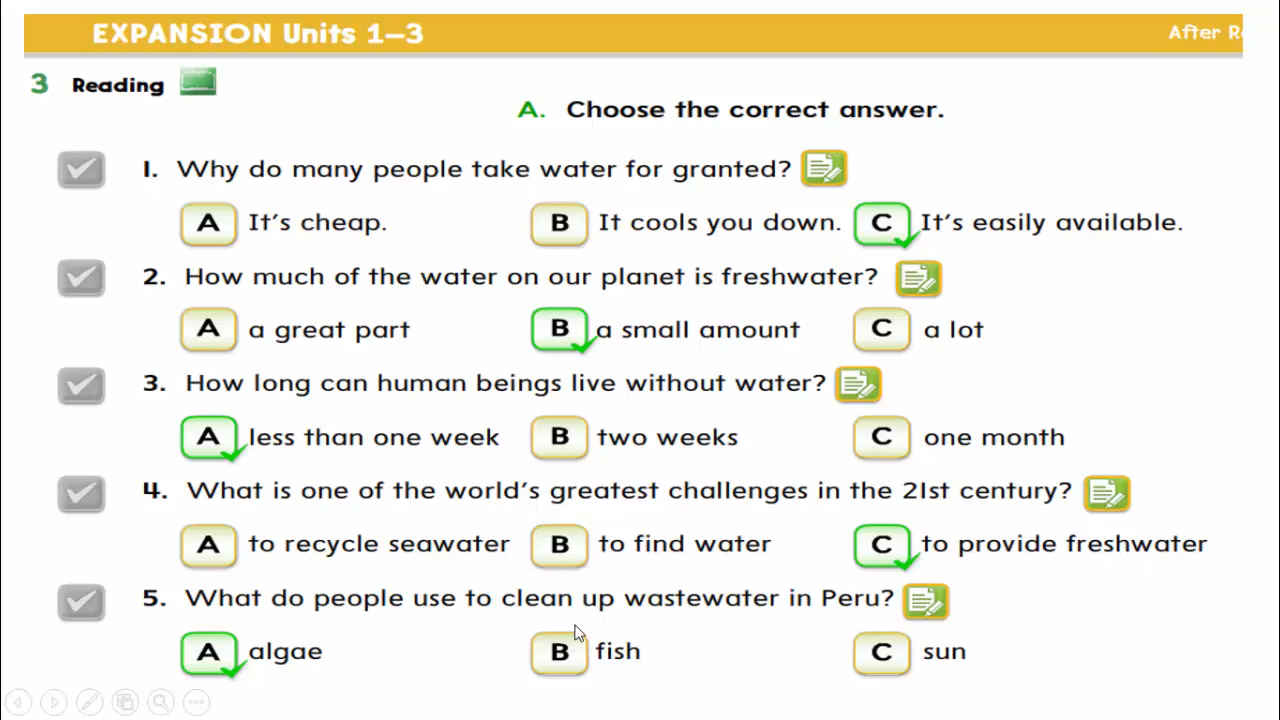 EXPANSION Units 1–3
After R
3 Reading
A. Choose the correct answer.
1. Why do many people take water for granted?
A It's cheap. B It cools you down. C It's easily available.
2. How much of the water on our planet is freshwater?
A a great part B a small amount C a lot
3. How long can human beings live without water?
A less than one week B two weeks C one month
4. What is one of the world's greatest challenges in the 21st century?
A to recycle seawater B to find water C to provide freshwater
5. What do people use to clean up wastewater in Peru?
A algae B fish C sun